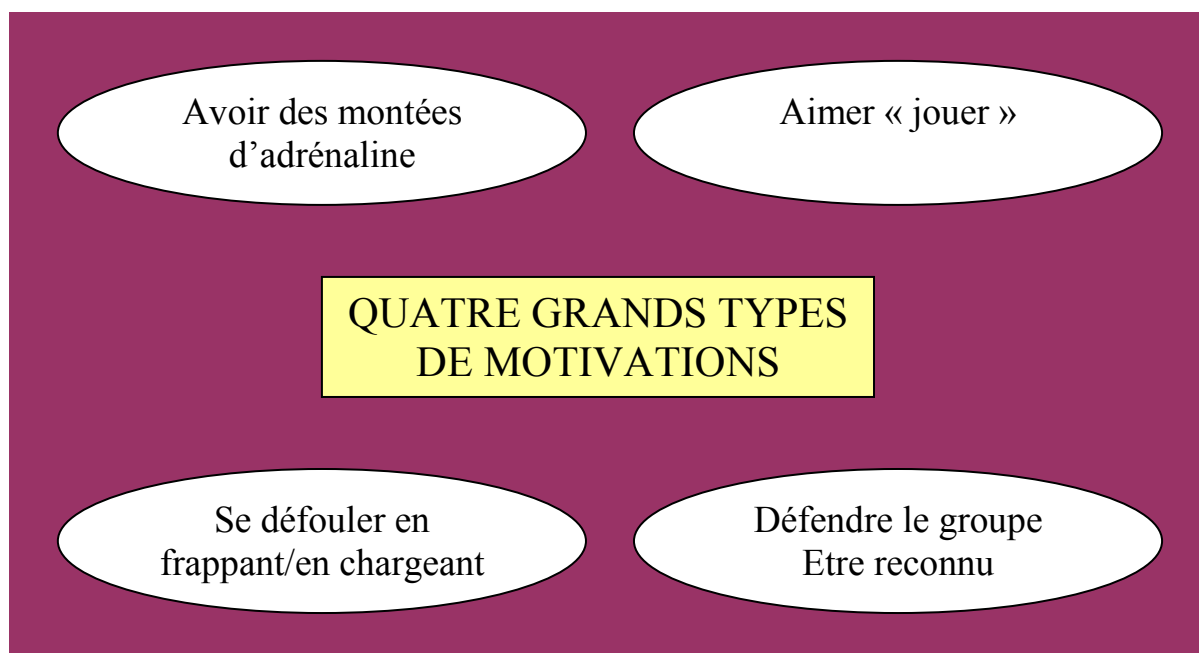 Avoir des montées
d’adrénaline
Aimer « jouer »
QUATRE GRANDS TYPES
DE MOTIVATIONS
Se défouler en
frappant/en chargeant
Défendre le groupe
Etre reconnu